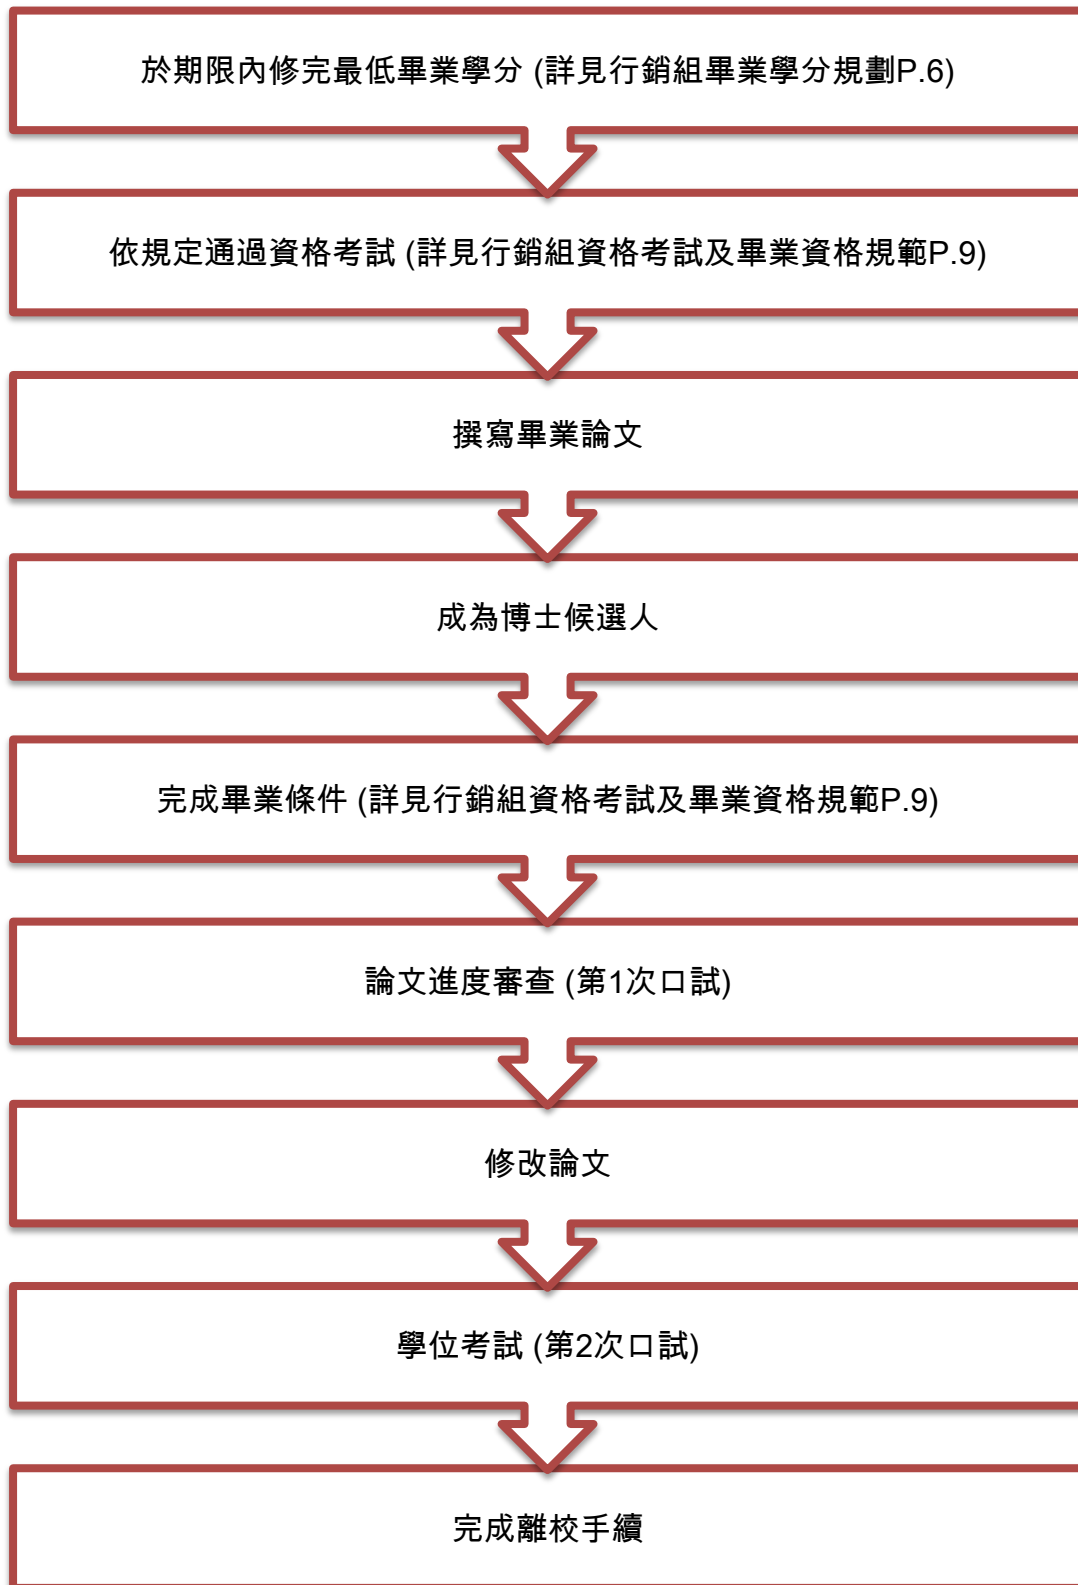 於期限內修完最低畢業學分 (詳見行銷組畢業學分規劃P.6)
依規定通過資格考試 (詳見行銷組資格考試及畢業資格規範P.9)
撰寫畢業論文
成為博士候選人
完成畢業條件 (詳見行銷組資格考試及畢業資格規範P.9)
論文進度審查 (第1次口試)
修改論文
學位考試 (第2次口試)
完成離校手續